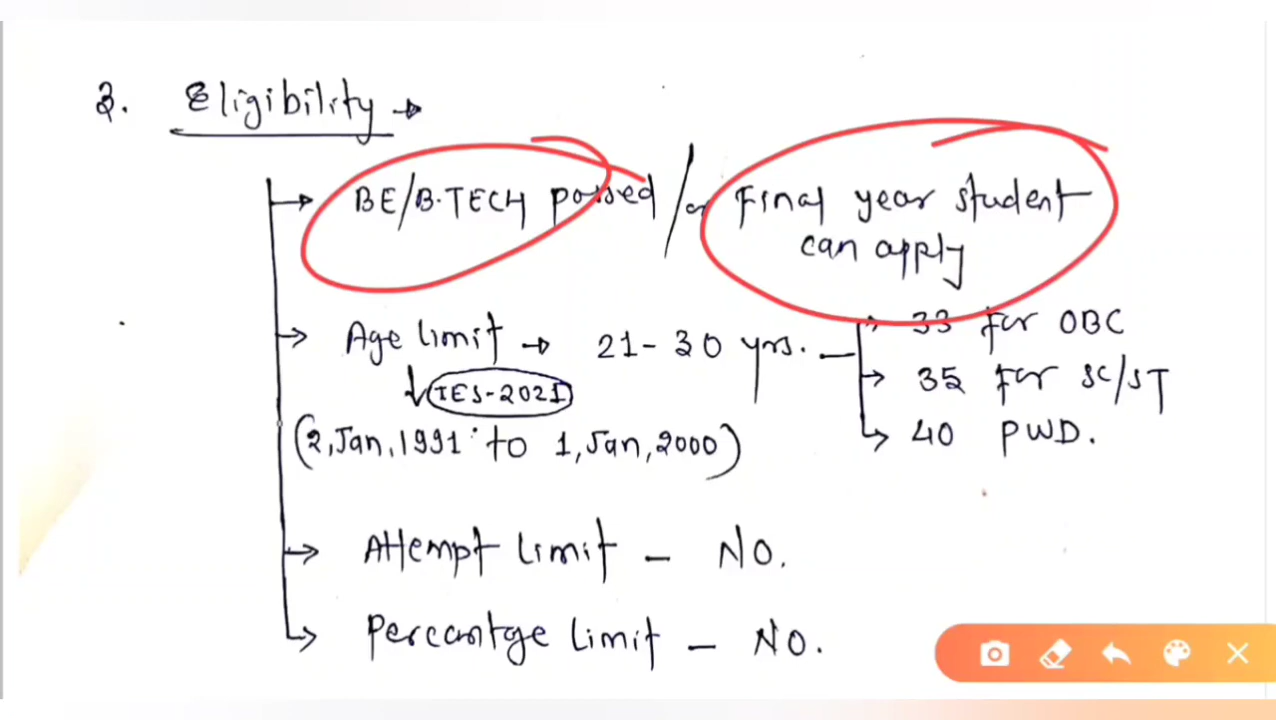 2. Eligibility →
BE/B.TECH passed / or Final year student
can apply
Age limit → 21-30 yrs. — 33 for OBC
35 for SC/ST
IES-2021
40 PWD.
(2,Jan,1991 to 1,Jan,2000)
Attempt limit - No.
Percantge limit - No.